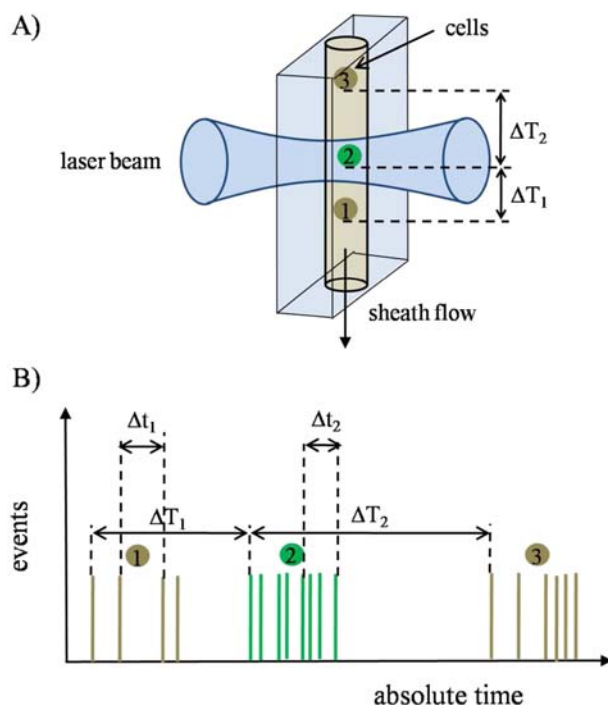 A)
cells
3
ΔT₂
2
laser beam
ΔT₁
1
sheath flow
B)
Δt₁
Δt₂
ΔT₁
ΔT₂
events
1
2
3
absolute time